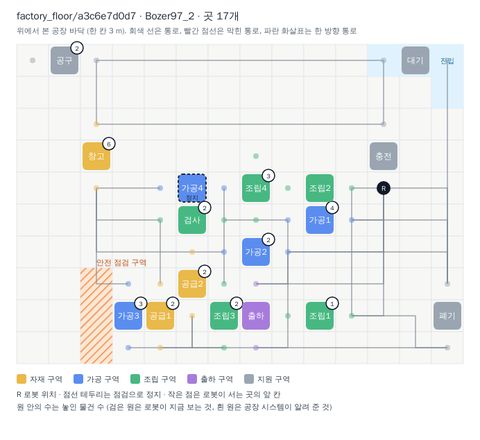 factory_floor/a3c6e7d0d7 · Bozer97_2 · 곳 17개
위에서 본 공장 바닥 (한 칸 3 m). 회색 선은 통로, 빨간 점선은 막힌 통로, 파란 화살표는 한 방향 통로
공구 2 대기 진입
창고 6 충전
가공4 정지 조립4 3 조립2 R
검사 2 가공1 4
가공2 2
안전 점검 구역
공급2 2
가공3 3 공급1 2 조립3 2 출하 조립1 1 폐기
자재 구역 가공 구역 조립 구역 출하 구역 지원 구역
R 로봇 위치 · 점선 테두리는 점검으로 정지 · 작은 점은 로봇이 서는 곳의 앞 칸
원 안의 수는 놓인 물건 수 (검은 원은 로봇이 지금 보는 것, 흰 원은 공장 시스템이 알려 준 것)